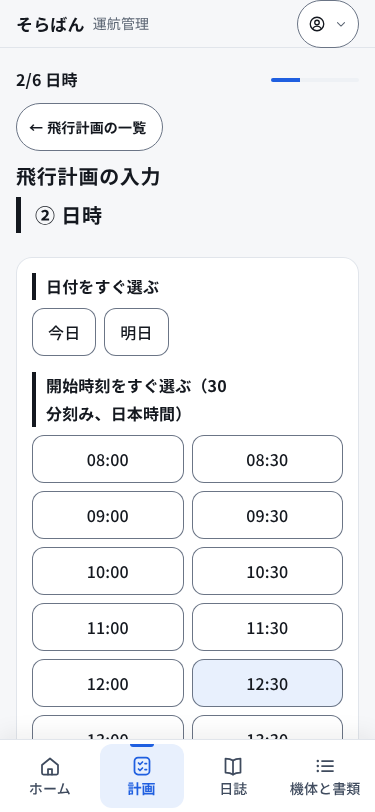 そらばん 運航管理
2/6 日時
← 飛行計画の一覧
飛行計画の入力
② 日時
日付をすぐ選ぶ
今日 明日
開始時刻をすぐ選ぶ（30
分刻み、日本時間）
08:00 08:30
09:00 09:30
10:00 10:30
11:00 11:30
12:00 12:30
13:00 13:30
ホーム 計画 日誌 機体と書類